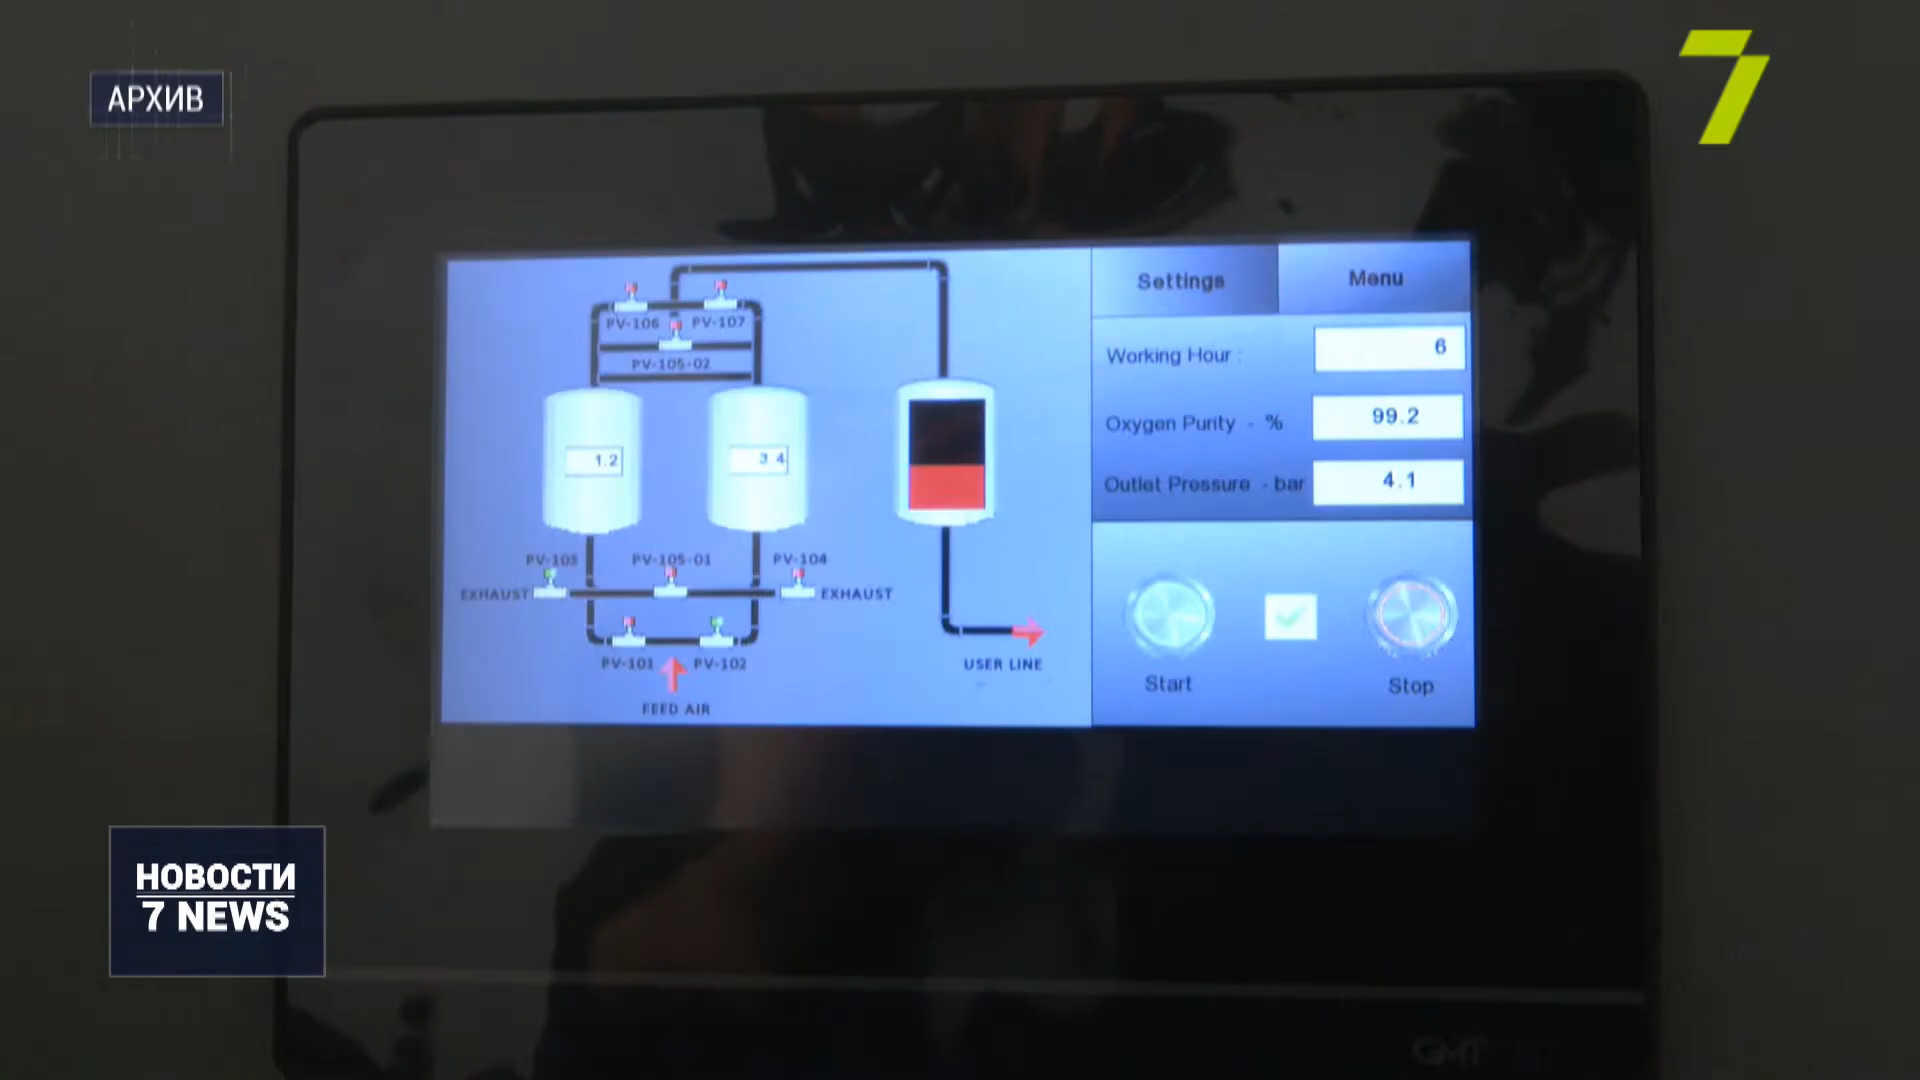 АРХИВ
7
Settings
Menu
PV-106
PV-107
PV-105-02
Working Hour :
6
Oxygen Purity - %
99.2
1.2
3.4
Outlet Pressure - bar
4.1
PV-103
PV-105-01
PV-104
EXHAUST
EXHAUST
PV-101
PV-102
USER LINE
FEED AIR
Start
Stop
НОВОСТИ
7 NEWS
GMT